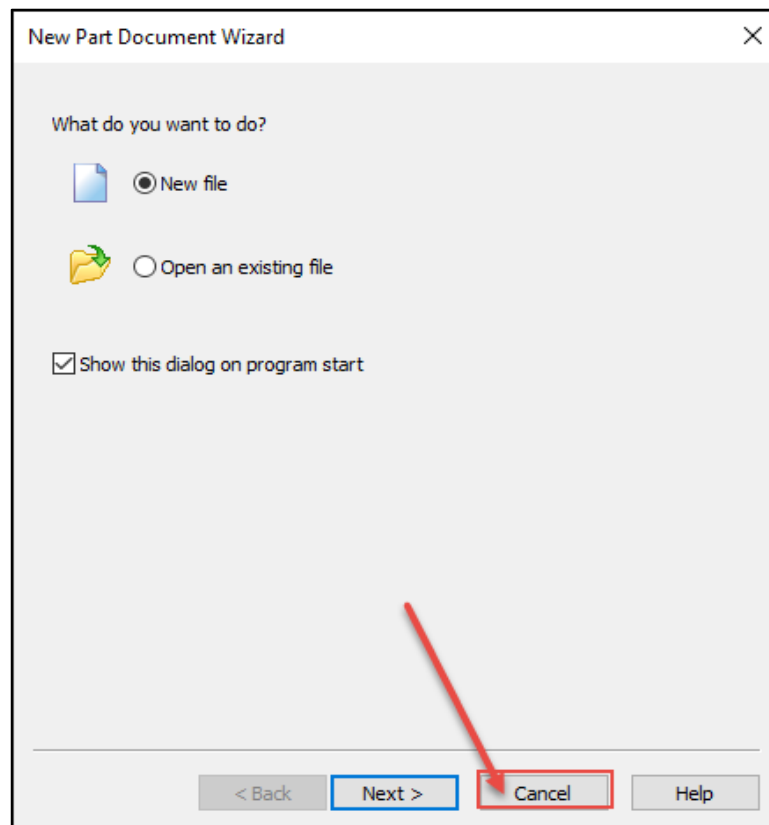 New Part Document Wizard
What do you want to do?
New file
Open an existing file
Show this dialog on program start
< Back Next > Cancel Help